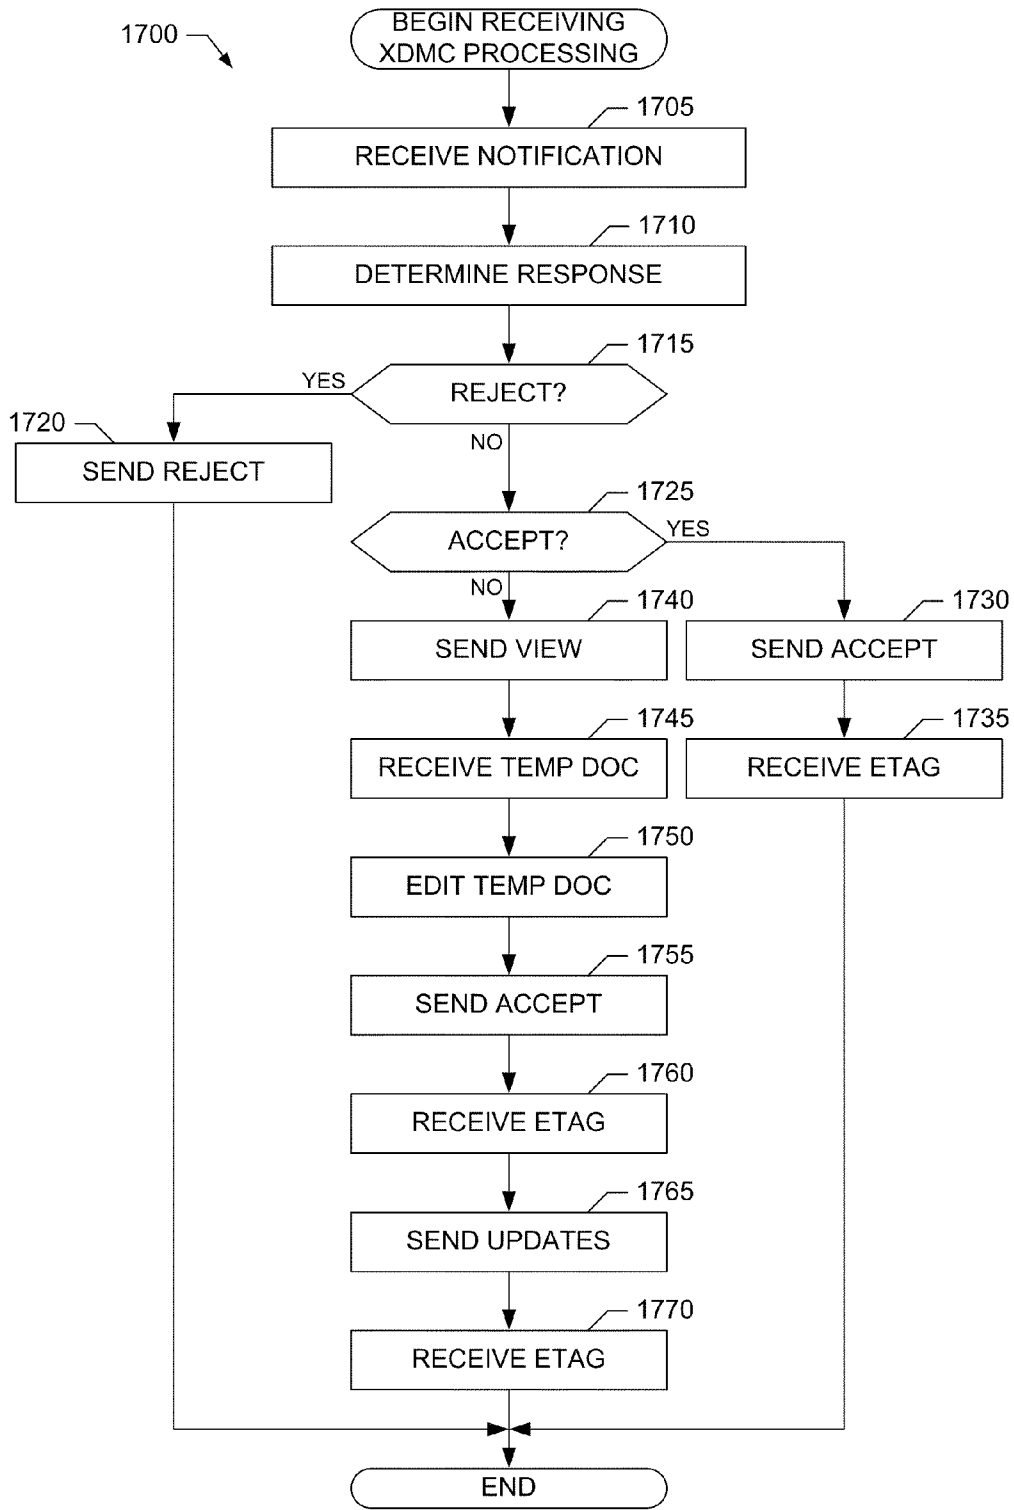 1700
BEGIN RECEIVING
XDMC PROCESSING
1705
RECEIVE NOTIFICATION
1710
DETERMINE RESPONSE
1715
REJECT?
YES
NO
1720
SEND REJECT
1725
ACCEPT?
YES
NO
1740
SEND VIEW
1730
SEND ACCEPT
1745
RECEIVE TEMP DOC
1735
RECEIVE ETAG
1750
EDIT TEMP DOC
1755
SEND ACCEPT
1760
RECEIVE ETAG
1765
SEND UPDATES
1770
RECEIVE ETAG
END